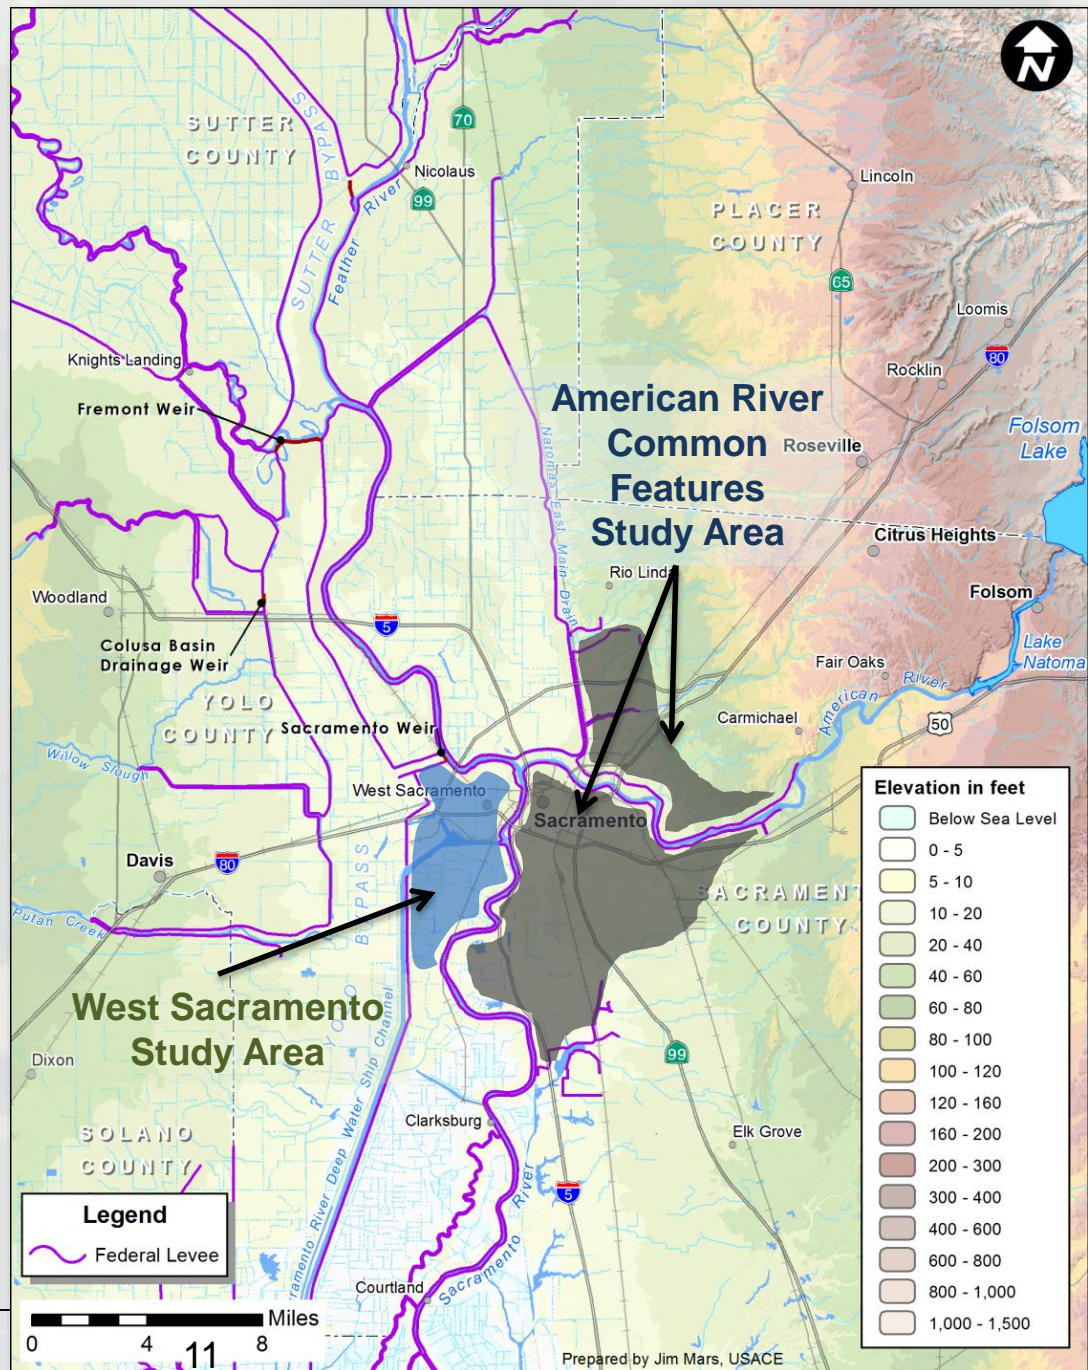 N
SUTTER
COUNTY
SUTTER BYPASS
70
Nicolaus
99
Feather River
Lincoln
PLACER
COUNTY
65
Loomis
80
Rocklin
Knights Landing
Fremont Weir
American River
Common
Features
Study Area
Roseville
Folsom
Lake
Natomas East Main Drain
Citrus Heights
Rio Linda
Folsom
Woodland
5
Colusa Basin
Drainage Weir
Lake
Natoma
Fair Oaks
American River
YOLO
COUNTY
Sacramento Weir
Carmichael
50
Willow Slough
West Sacramento
Sacramento
Davis
80
YOLO BYPASS
SACRAMENT
COUNTY
Putah Creek
West Sacramento
Study Area
Dixon
99
Clarksburg
Elk Grove
SOLANO
COUNTY
ramento River Deep Water Ship Channel
5
Sacramento River
Courtland
Elevation in feet
Below Sea Level
0 - 5
5 - 10
10 - 20
20 - 40
40 - 60
60 - 80
80 - 100
100 - 120
120 - 160
160 - 200
200 - 300
300 - 400
400 - 600
600 - 800
800 - 1,000
1,000 - 1,500
Legend
Federal Levee
Miles
0 4 8
11
Prepared by Jim Mars, USACE